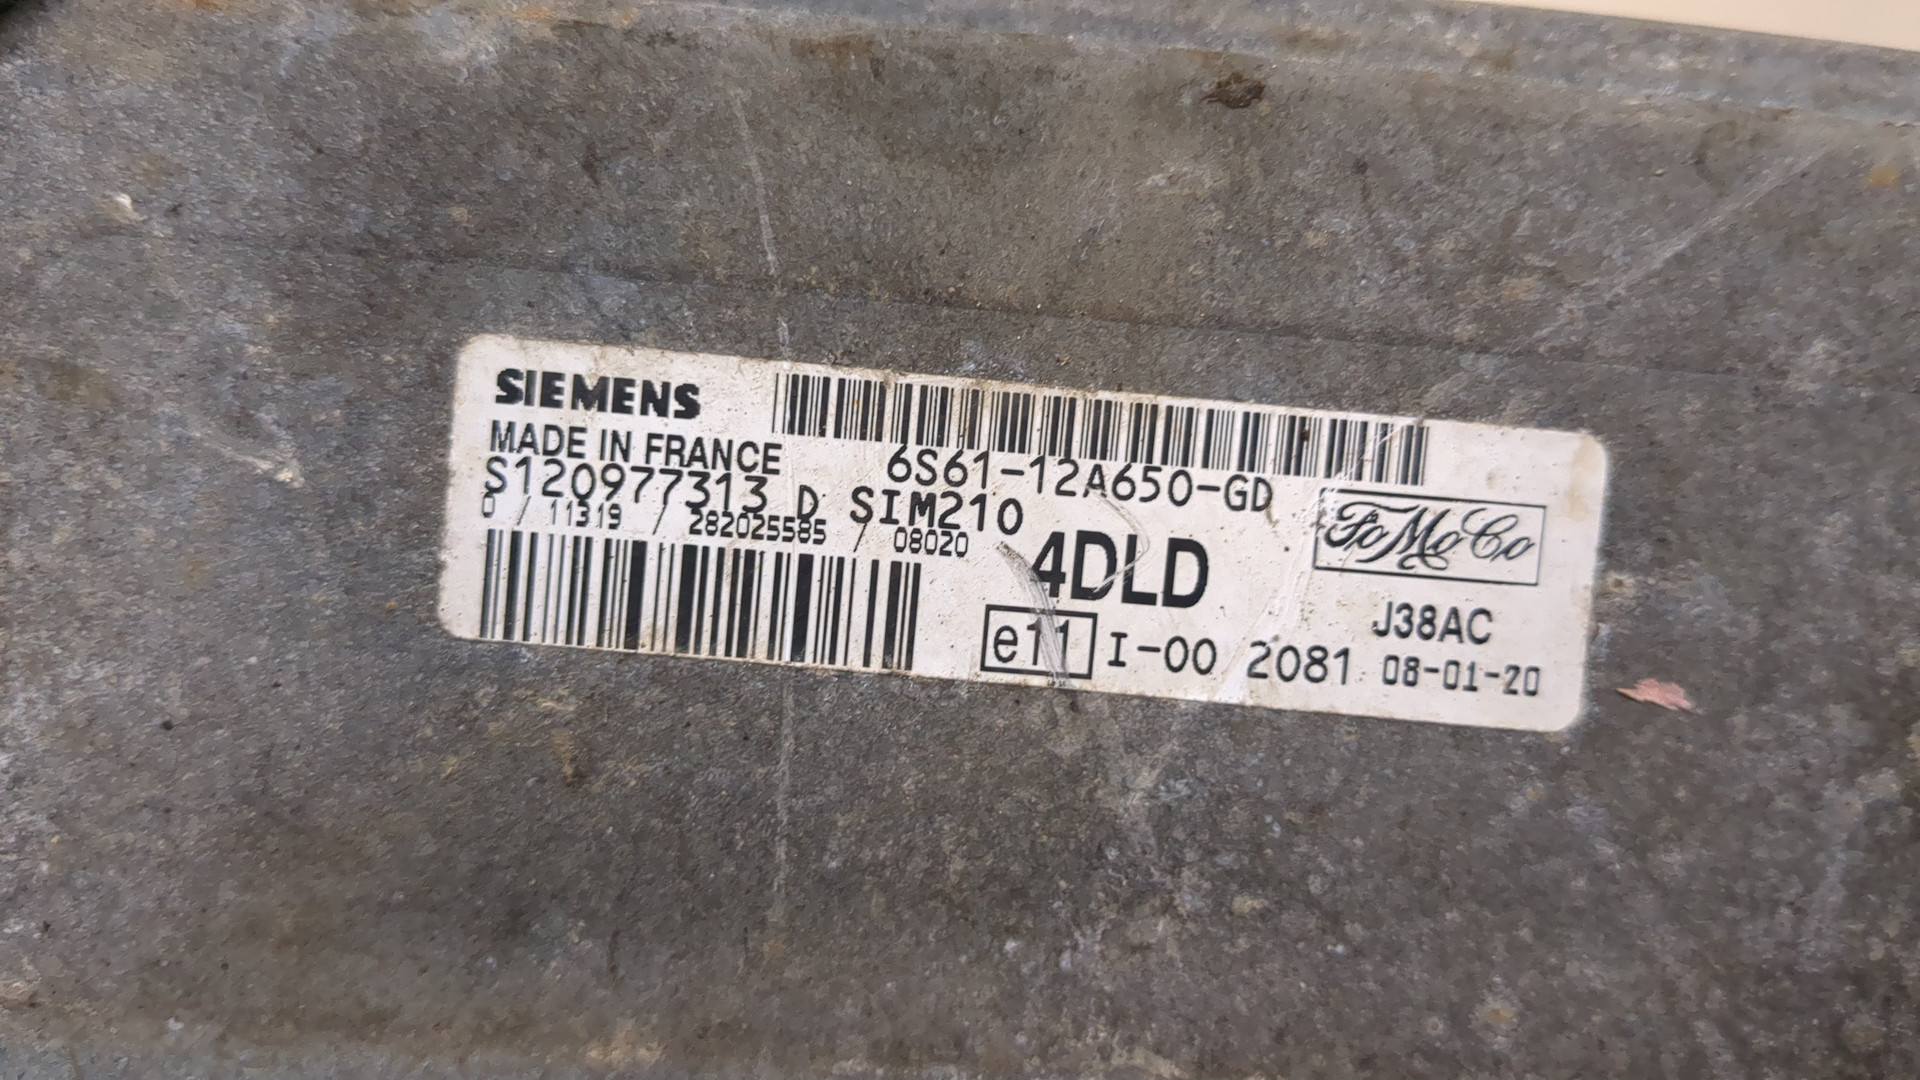 SIEMENS
MADE IN FRANCE
6S61-12A650-GD
S120977313 D SIM210
0 / 11319 / 282025585 / 08020
4DLD
FoMoCo
J38AC
e11 I-00 2081 08-01-20